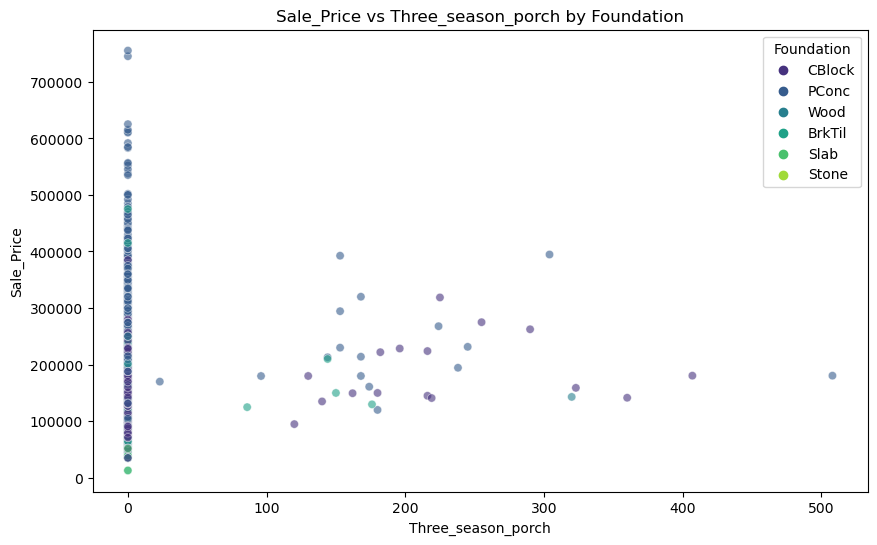 Sale_Price vs Three_season_porch by Foundation
Foundation
CBlock
PConc
Wood
BrkTil
Slab
Stone
Sale_Price
700000
600000
500000
400000
300000
200000
100000
0
0 100 200 300 400 500
Three_season_porch